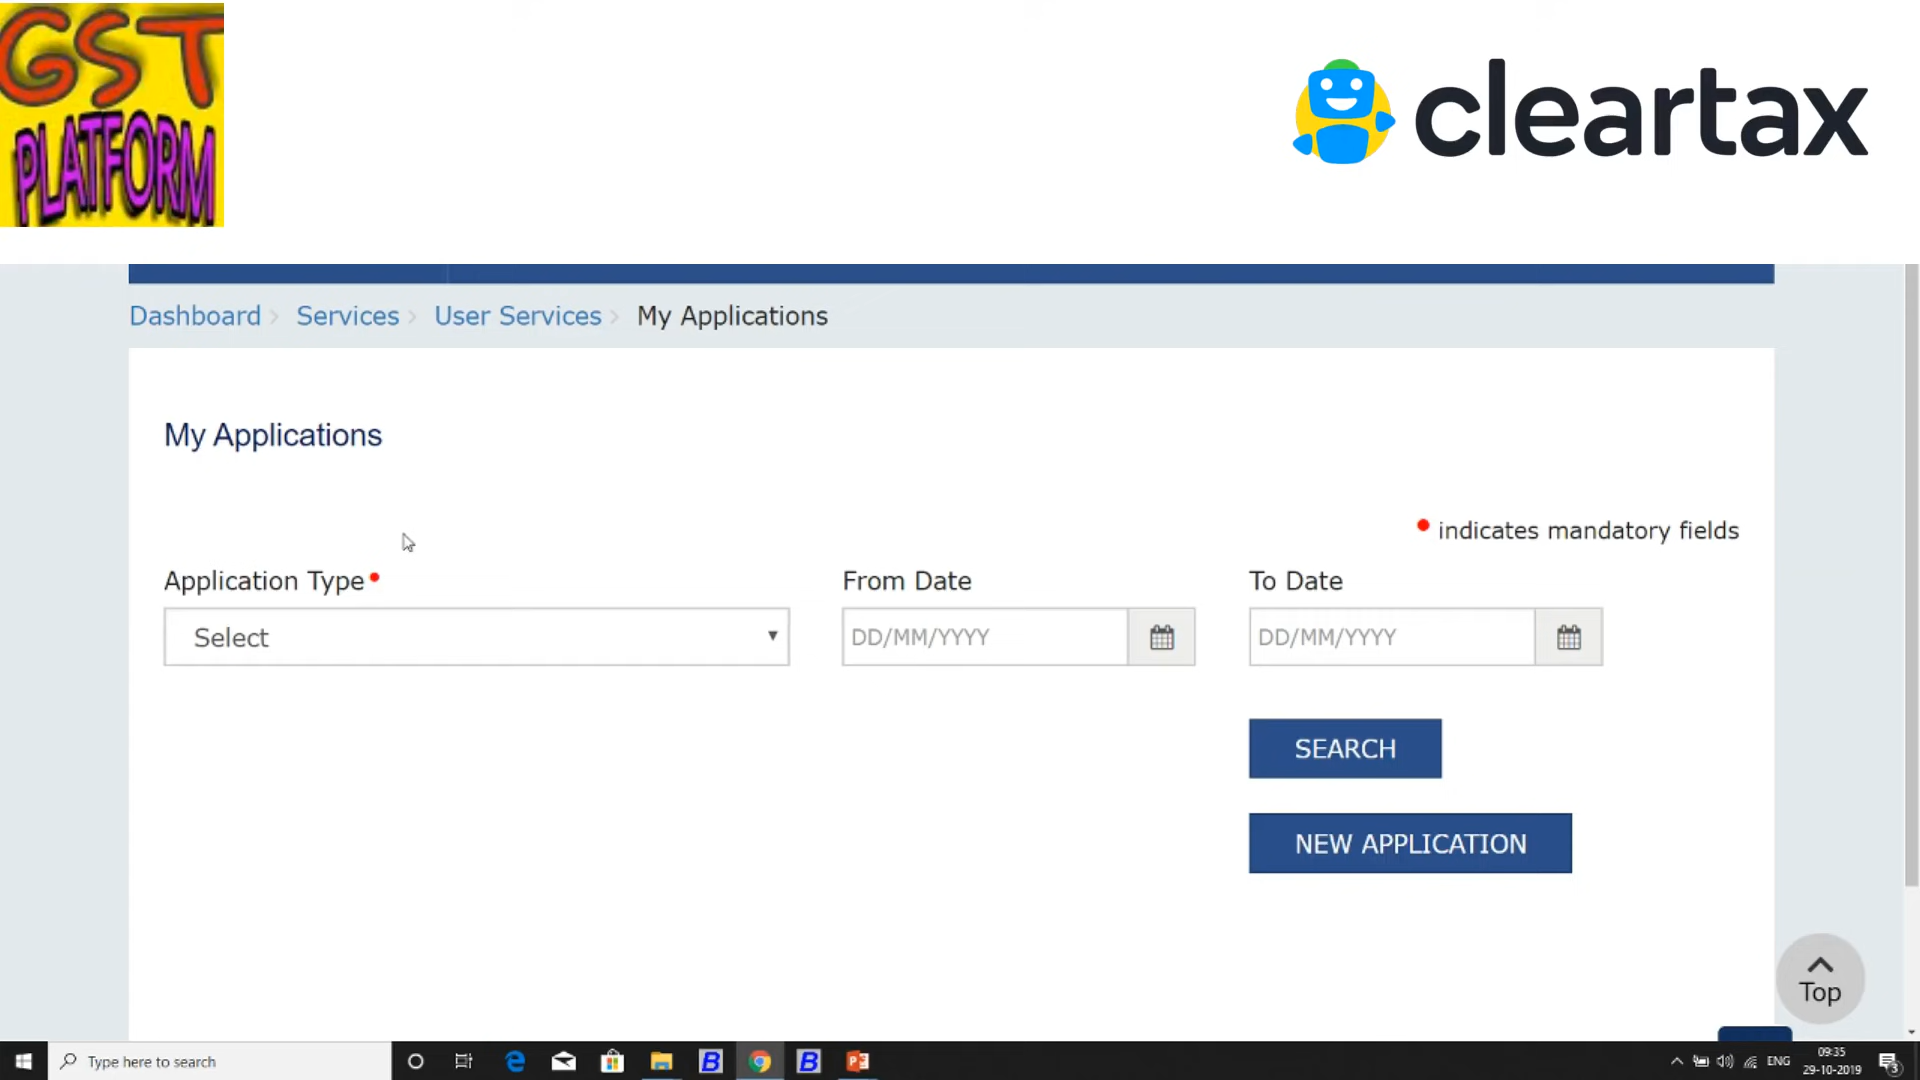 GST
PLATFORM
cleartax
Dashboard Services User Services My Applications
My Applications
indicates mandatory fields
Application Type From Date To Date
Select DD/MM/YYYY DD/MM/YYYY
SEARCH
NEW APPLICATION
Top
Type here to search
ENG
09:35
29-10-2019
3